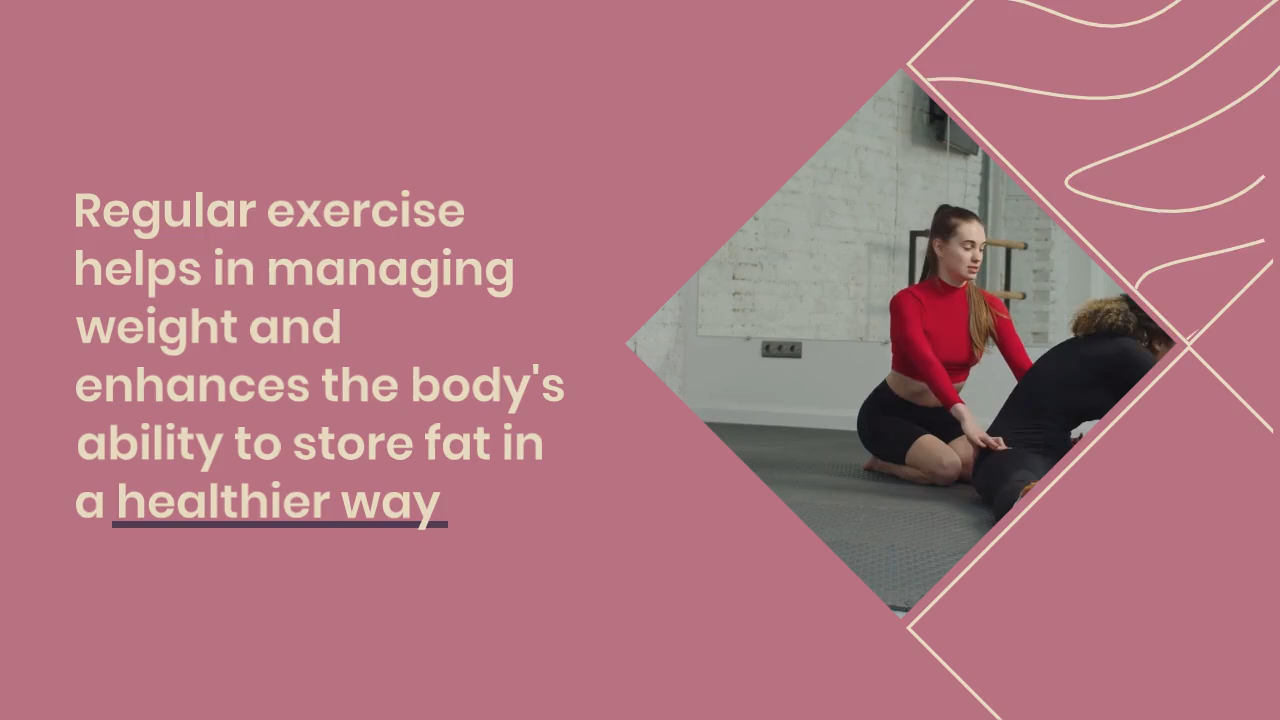 Regular exercise
helps in managing
weight and
enhances the body's
ability to store fat in
a healthier way